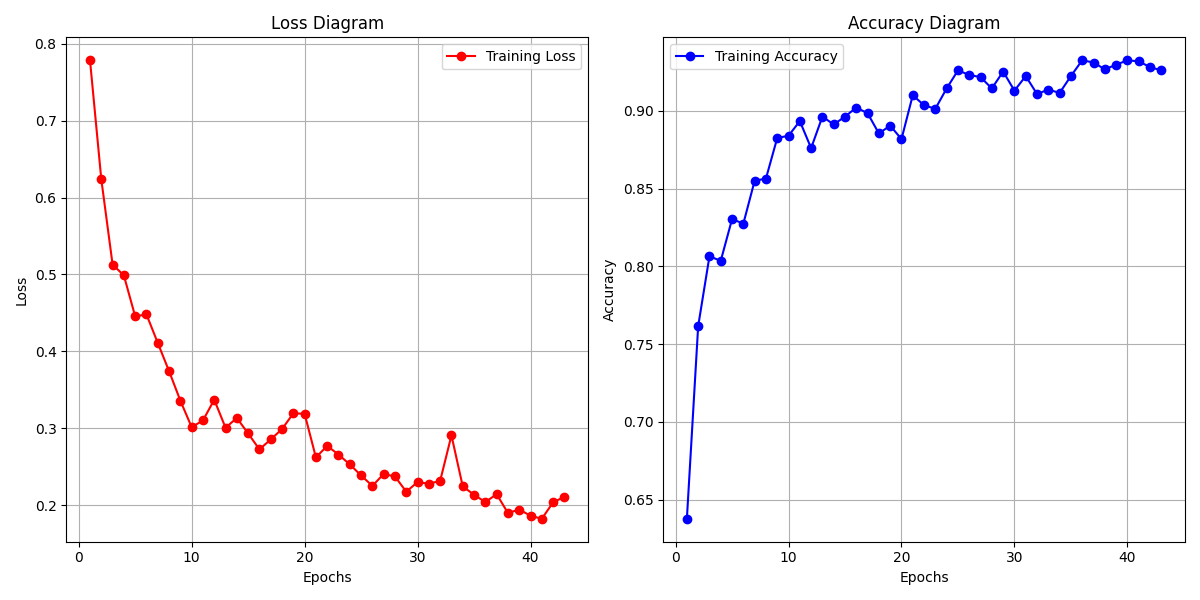 Loss Diagram
Training Loss
0.8
0.7
0.6
0.5
0.4
0.3
0.2
Loss
0 10 20 30 40
Epochs
Accuracy Diagram
Training Accuracy
0.90
0.85
0.80
0.75
0.70
0.65
Accuracy
0 10 20 30 40
Epochs